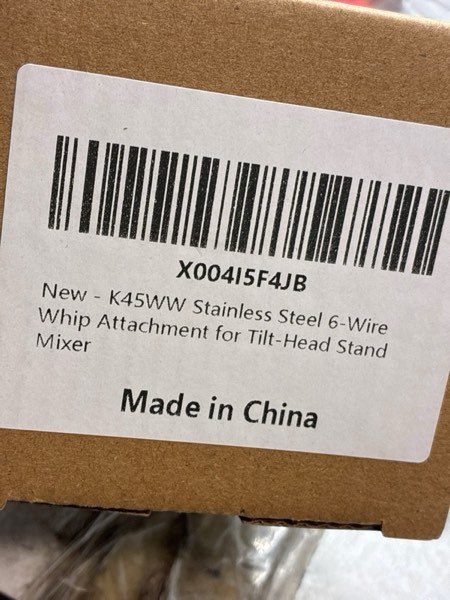 X004I5F4JB
New - K45WW Stainless Steel 6-Wire
Whip Attachment for Tilt-Head Stand
Mixer
Made in China